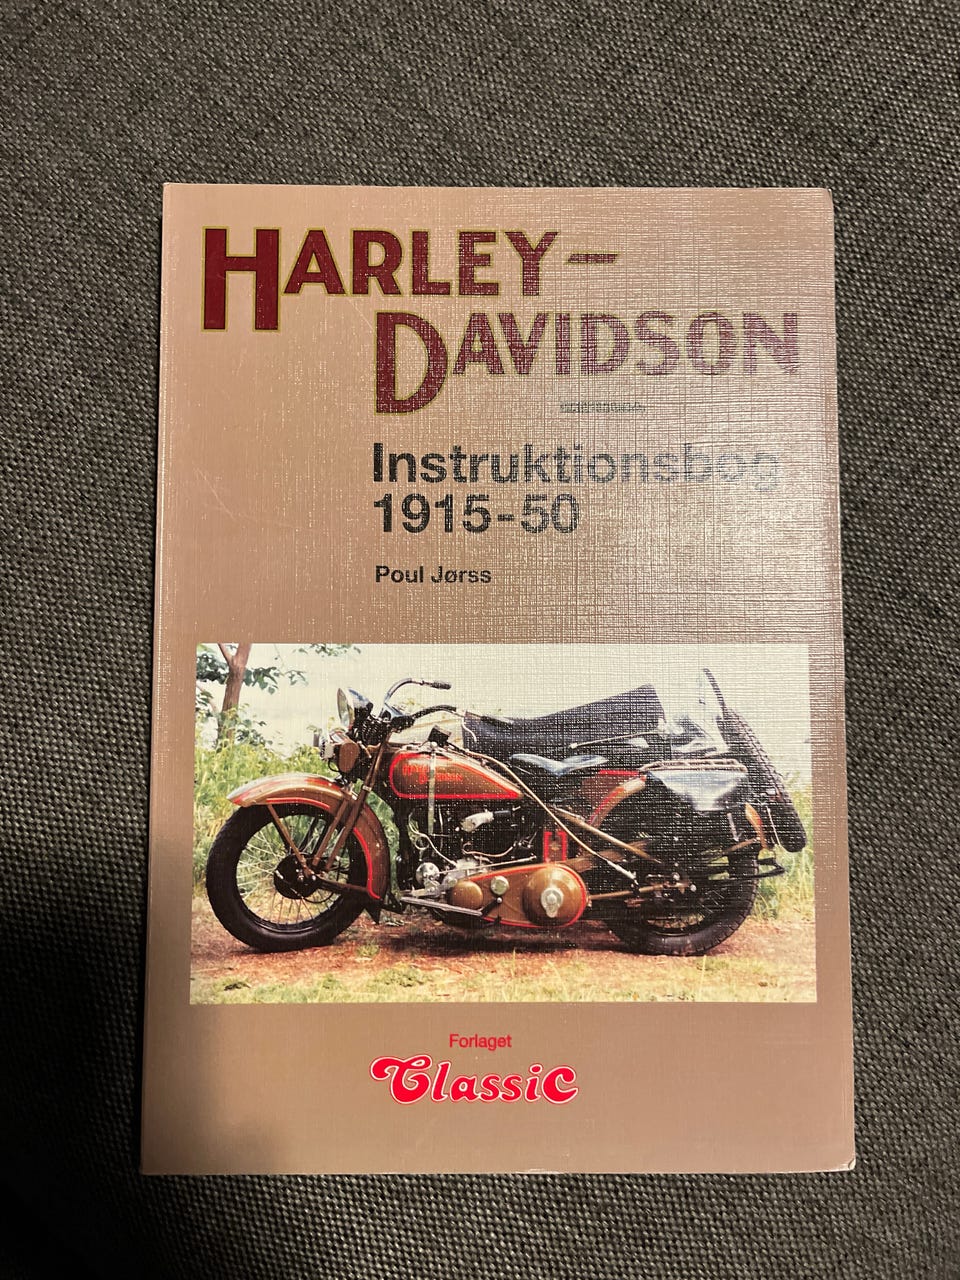 HARLEY-
DAVIDSON
Instruktionsbog
1915-50
Poul Jørss
Forlaget
Classic